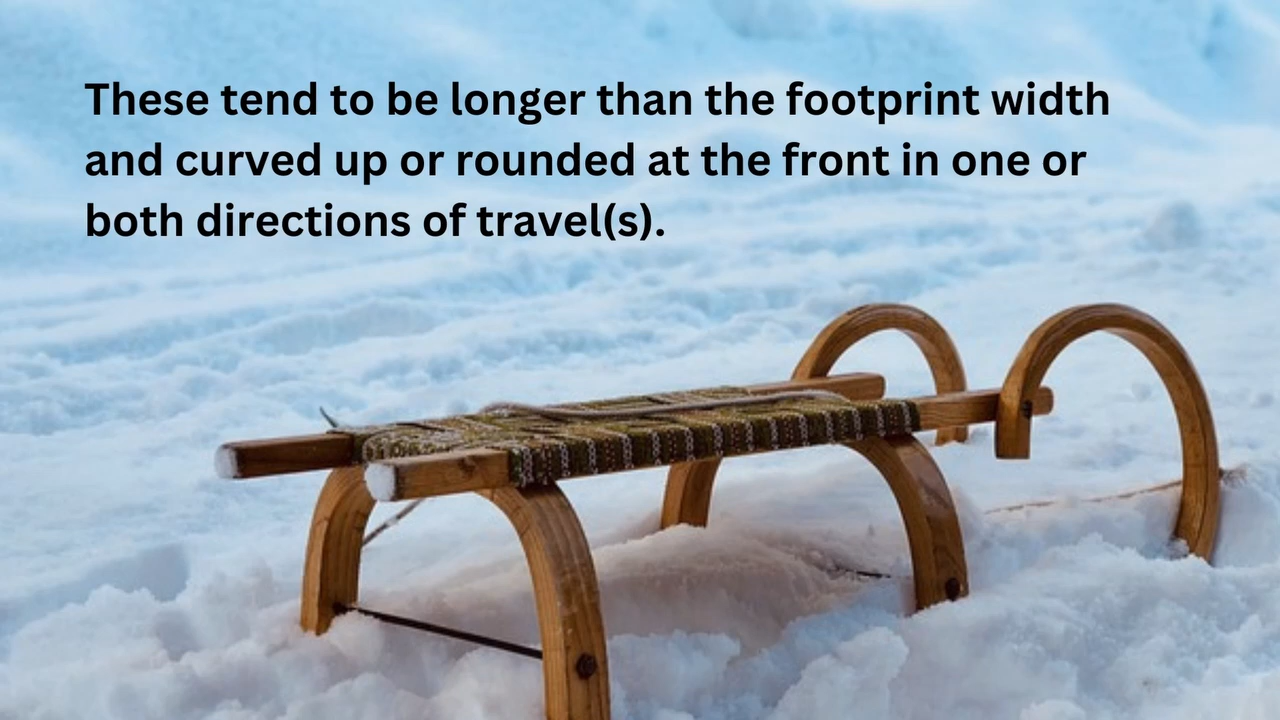 These tend to be longer than the footprint width
and curved up or rounded at the front in one or
both directions of travel(s).